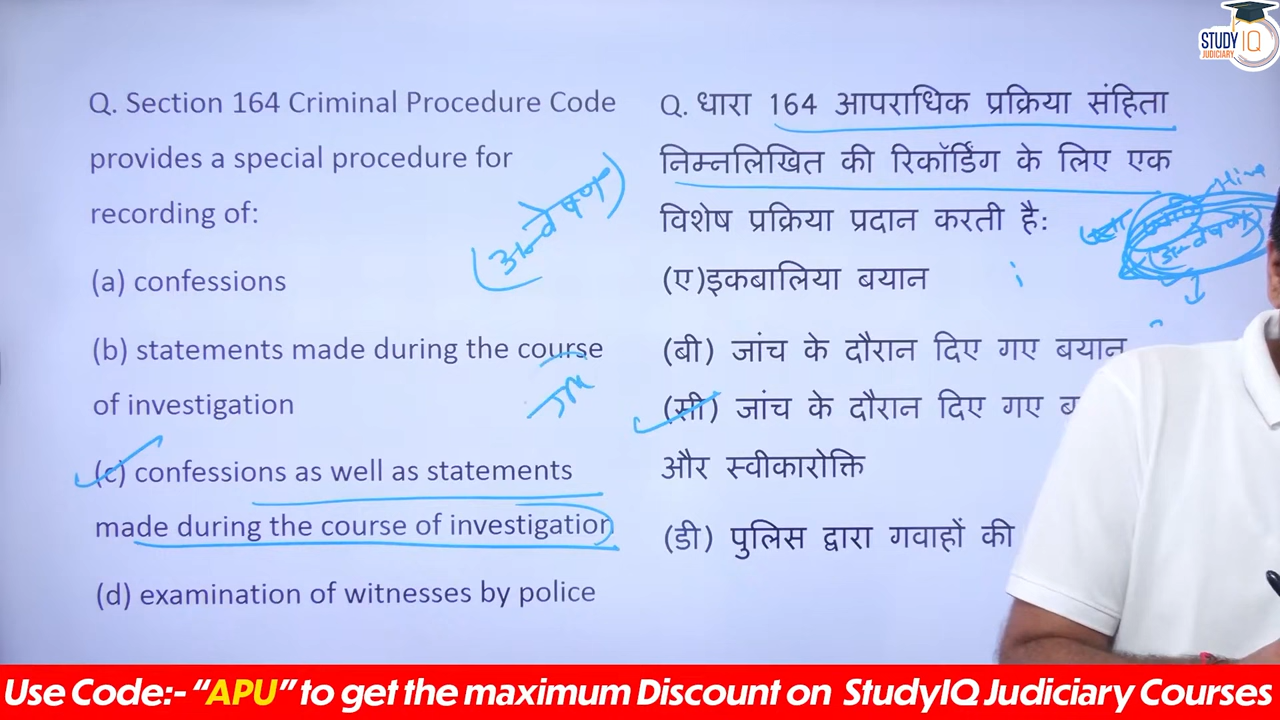 STUDY IQ
JUDICIARY
Q. Section 164 Criminal Procedure Code
provides a special procedure for
recording of:
(a) confessions
(b) statements made during the course
of investigation
(c) confessions as well as statements
made during the course of investigation
(d) examination of witnesses by police
(अन्वेषण)
Q. धारा 164 आपराधिक प्रक्रिया संहिता
निम्नलिखित की रिकॉर्डिंग के लिए एक
विशेष प्रक्रिया प्रदान करती है:
(ए)इकबालिया बयान
(बी) जांच के दौरान दिए गए बयान
(सी) जांच के दौरान दिए गए
और स्वीकारोक्ति
(डी) पुलिस द्वारा गवाहों की
Use Code:- “APU” to get the maximum Discount on StudyIQ Judiciary Courses